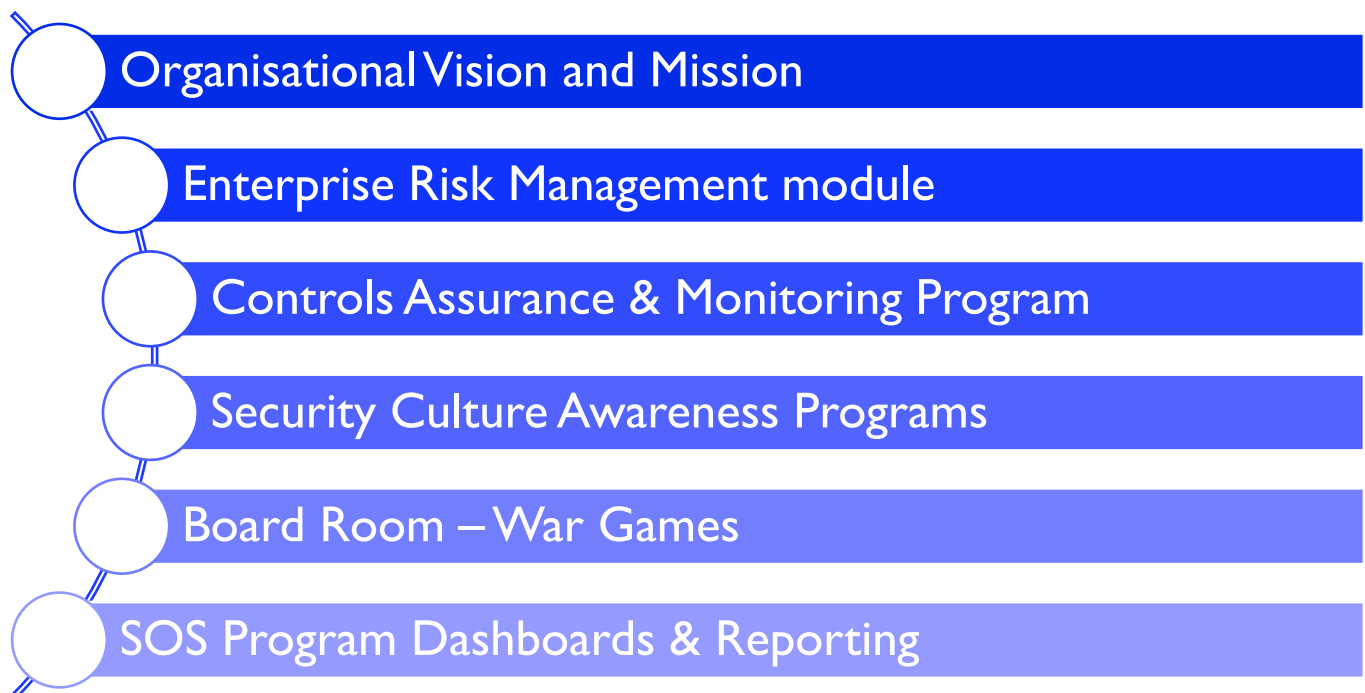 Organisational Vision and Mission
Enterprise Risk Management module
Controls Assurance & Monitoring Program
Security Culture Awareness Programs
Board Room – War Games
SOS Program Dashboards & Reporting